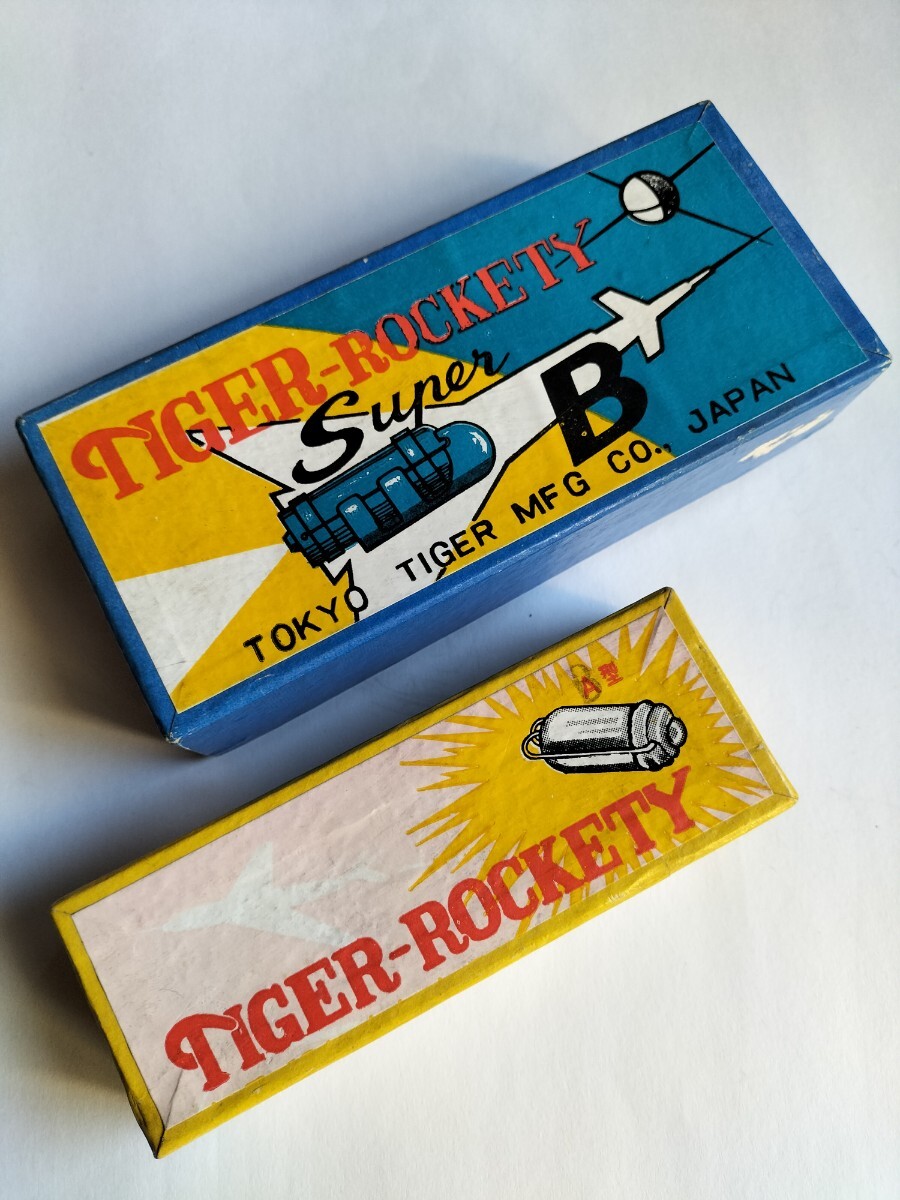 TIGER-ROCKETY
Super
B
TOKYO TIGER MFG CO., JAPAN
A型
TIGER-ROCKETY